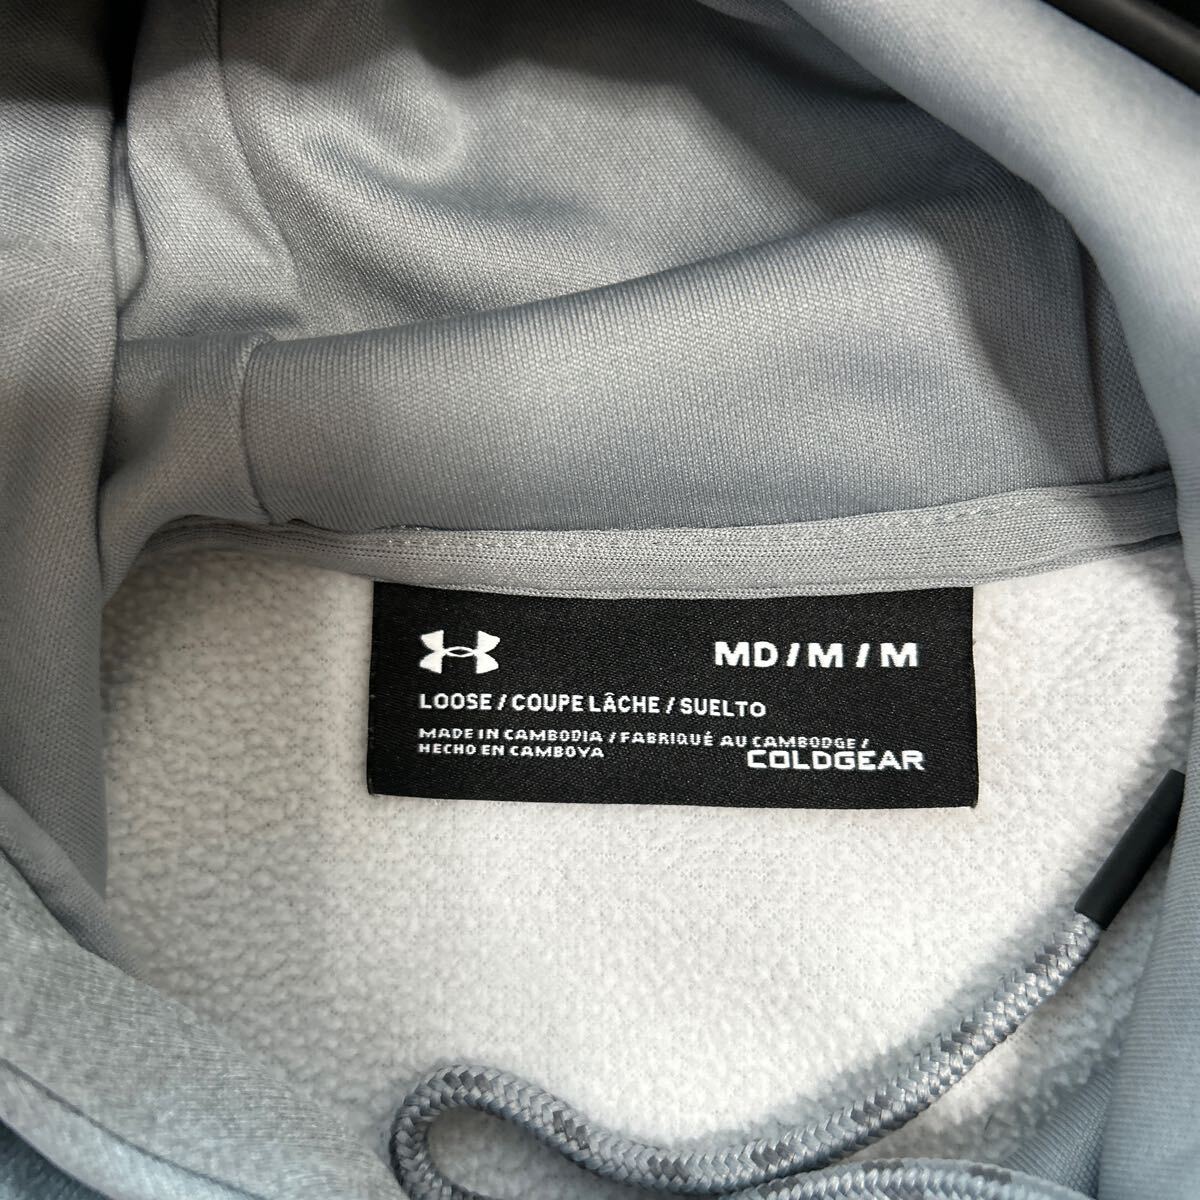 MD / M / M
LOOSE / COUPE LÂCHE / SUELTO
MADE IN CAMBODIA / FABRIQUÉ AU CAMBODGE /
HECHO EN CAMBOYA
COLDGEAR